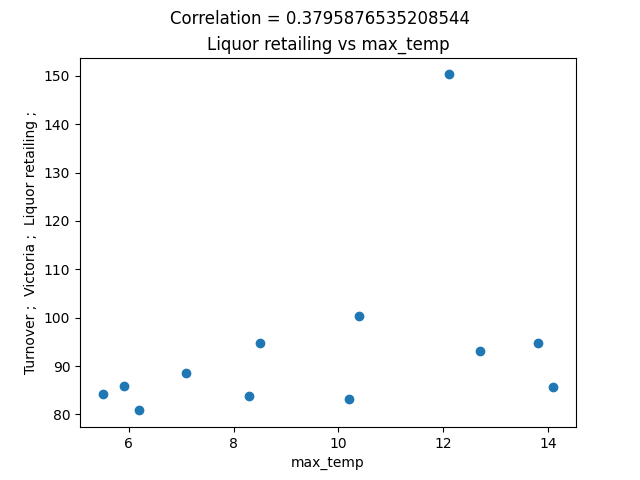 Correlation = 0.3795876535208544
Liquor retailing vs max_temp
Turnover ;  Victoria ;  Liquor retailing ;
150
140
130
120
110
100
90
80
6 8 10 12 14
max_temp